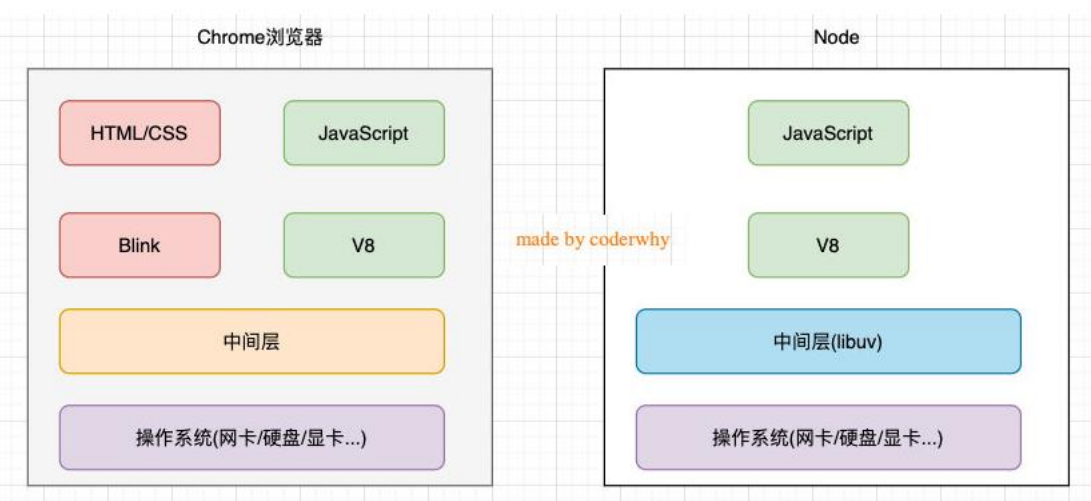 Chrome浏览器
HTML/CSS
JavaScript
Blink
V8
中间层
操作系统(网卡/硬盘/显卡...)
made by coderwhy
Node
JavaScript
V8
中间层(libuv)
操作系统(网卡/硬盘/显卡...)